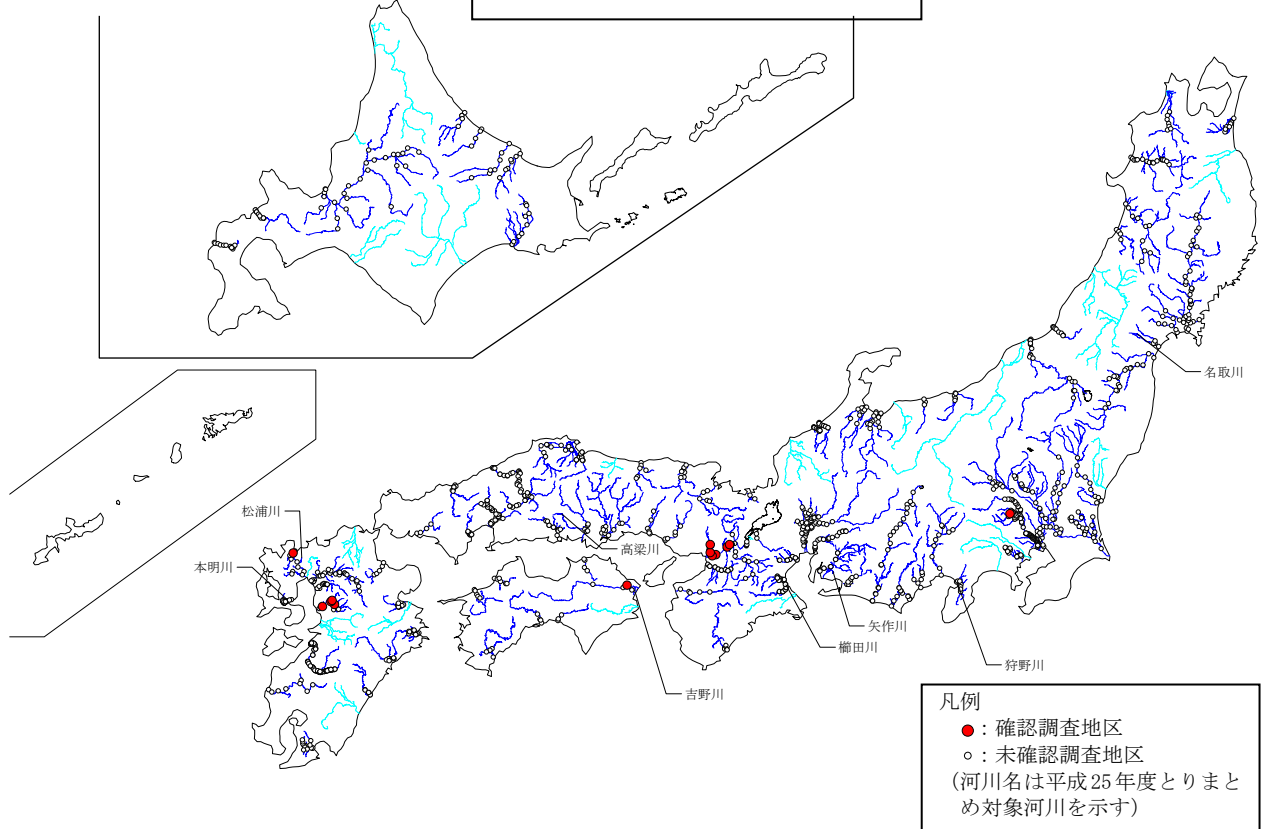 名取川
松浦川
本明川
高梁川
矢作川
櫛田川
狩野川
吉野川
凡例
：確認調査地区
：未確認調査地区
（河川名は平成25年度とりまと
め対象河川を示す）